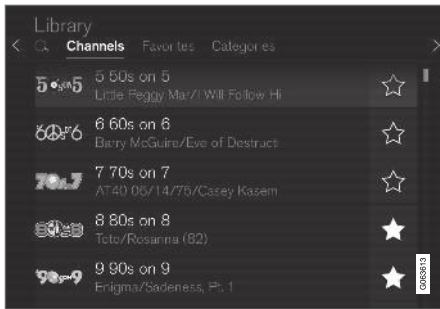 Library
Channels Favorites Categories
5 50s on 5
Little Peggy Mar/I Will Follow Hi
6 60s on 6
Barry McGuire/Eve of Destruct
7 70s on 7
AT40 06/14/75/Casey Kasem
8 80s on 8
Toto/Rosanna (82)
9 90s on 9
Enigma/Sadeness, Pt. 1
G063613